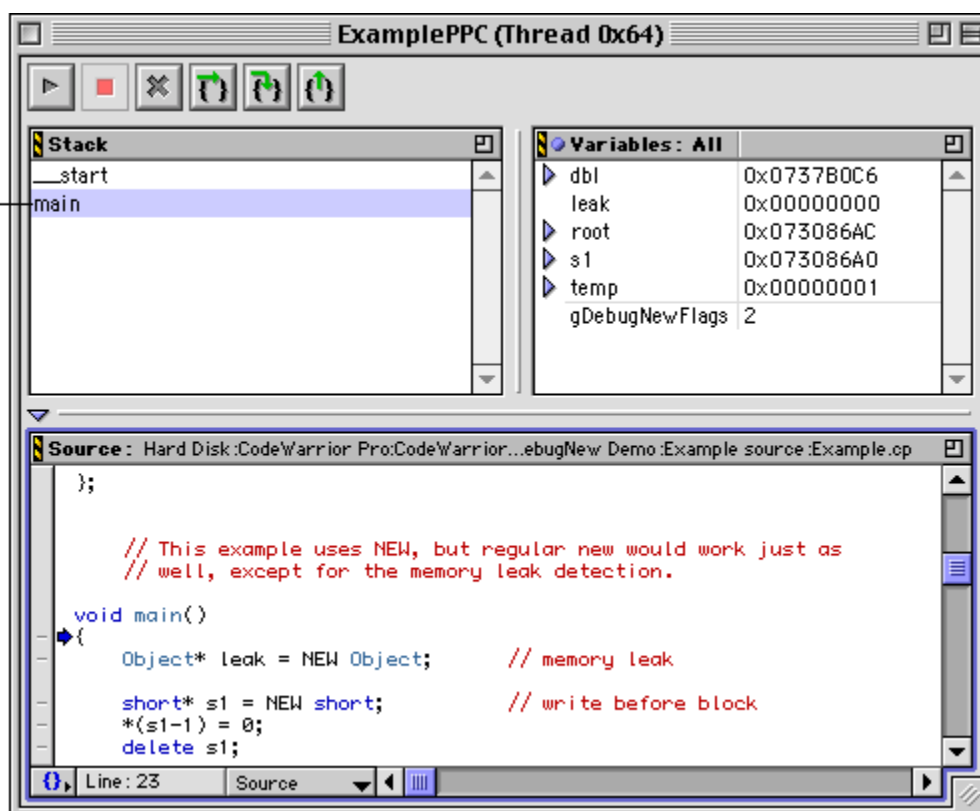 ExamplePPC (Thread 0x64)
Stack
__start
main
Variables: All
dbl 0x0737B0C6
leak 0x00000000
root 0x073086AC
s1 0x073086A0
temp 0x00000001
gDebugNewFlags 2
Source: Hard Disk:CodeWarrior Pro:CodeWarrior...ebugNew Demo:Example source:Example.cp
};
// This example uses NEW, but regular new would work just as
// well, except for the memory leak detection.
void main()
{
Object* leak = NEW Object; // memory leak
short* s1 = NEW short; // write before block
*(s1-1) = 0;
delete s1;
Line: 23 Source